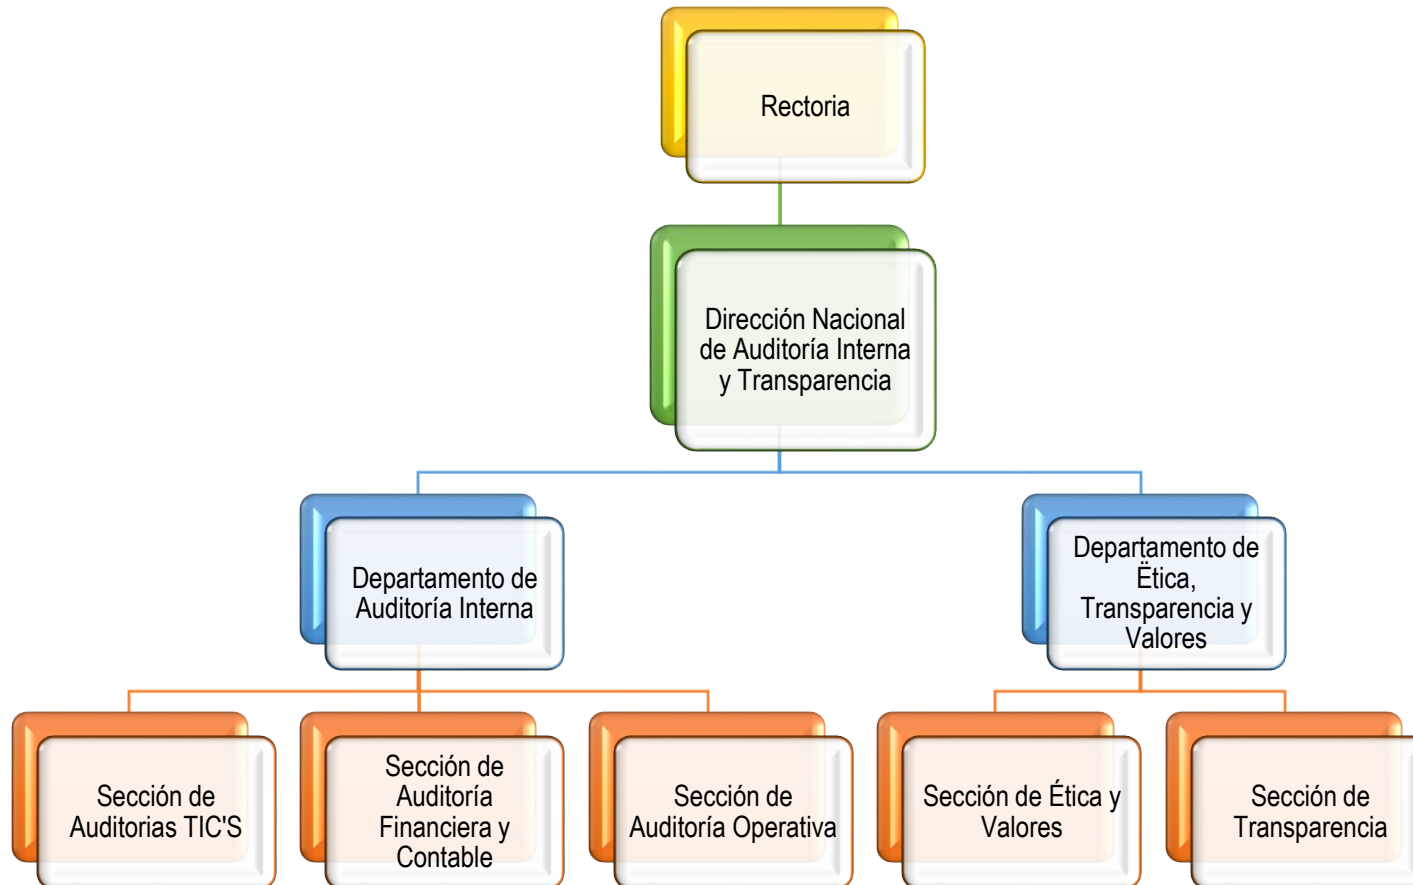 Rectoria
Dirección Nacional
de Auditoría Interna
y Transparencia
Departamento de
Auditoría Interna
Departamento de
Ëtica,
Transparencia y
Valores
Sección de
Auditorias TIC'S
Sección de
Auditoría
Financiera y
Contable
Sección de
Auditoría Operativa
Sección de Ética y
Valores
Sección de
Transparencia